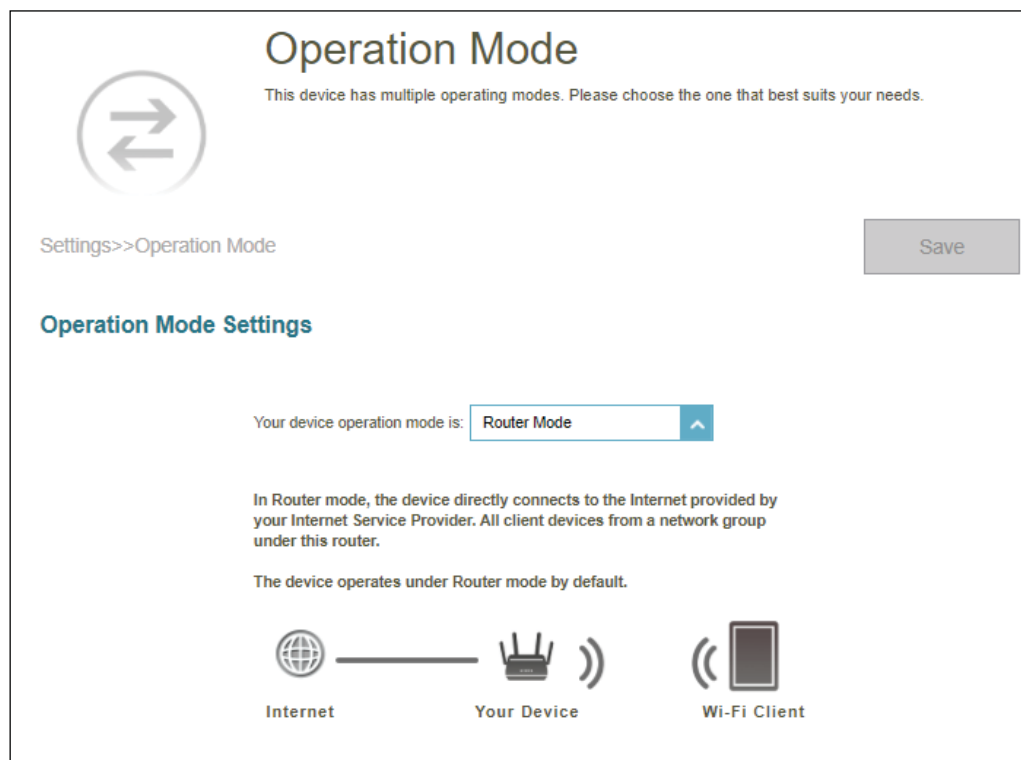 Operation Mode
This device has multiple operating modes. Please choose the one that best suits your needs.
Settings>>Operation Mode
Save
Operation Mode Settings
Your device operation mode is: Router Mode
In Router mode, the device directly connects to the Internet provided by
your Internet Service Provider. All client devices from a network group
under this router.
The device operates under Router mode by default.
Internet Your Device Wi-Fi Client